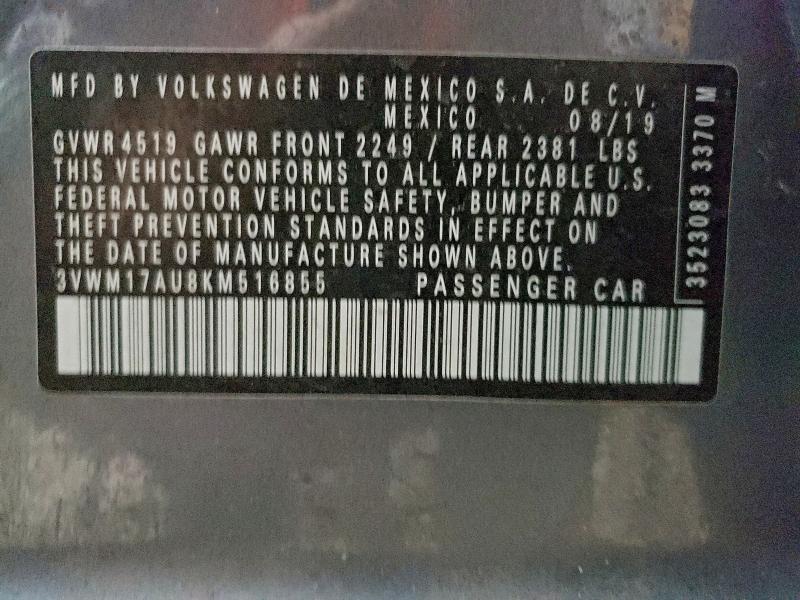 MFD BY VOLKSWAGEN DE MEXICO S.A. DE C.V.
MEXICO 08/19
GVWR 4519 GAWR FRONT 2249 / REAR 2381 LBS
THIS VEHICLE CONFORMS TO ALL APPLICABLE U.S.
FEDERAL MOTOR VEHICLE SAFETY, BUMPER AND
THEFT PREVENTION STANDARDS IN EFFECT ON
THE DATE OF MANUFACTURE SHOWN ABOVE.
3VWM17AU8KM516855 PASSENGER CAR
3523083 3370 M